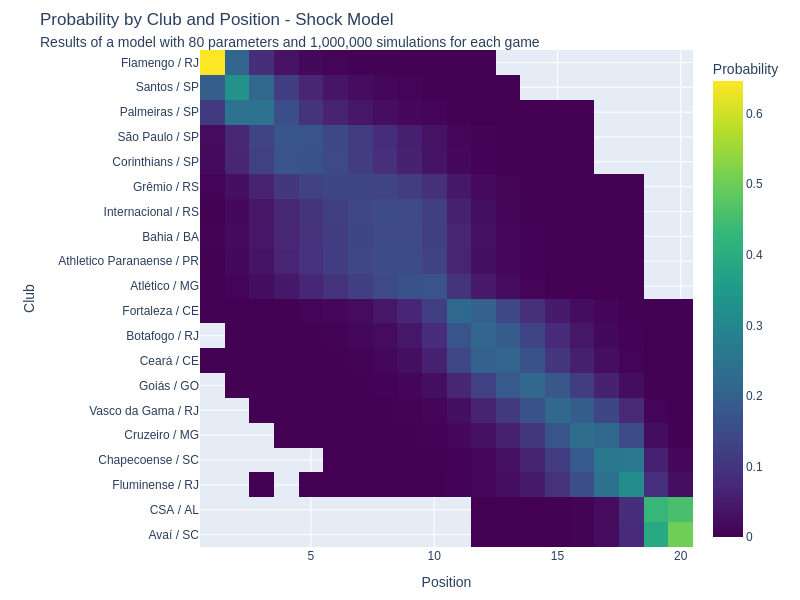 Probability by Club and Position - Shock Model
Results of a model with 80 parameters and 1,000,000 simulations for each game
Probability
Flamengo / RJ
Santos / SP
Palmeiras / SP
São Paulo / SP
Corinthians / SP
Grêmio / RS
Internacional / RS
Bahia / BA
Athletico Paranaense / PR
Atlético / MG
Fortaleza / CE
Botafogo / RJ
Ceará / CE
Goiás / GO
Vasco da Gama / RJ
Cruzeiro / MG
Chapecoense / SC
Fluminense / RJ
CSA / AL
Avaí / SC
Club
0.6
0.5
0.4
0.3
0.2
0.1
0
5 10 15 20
Position